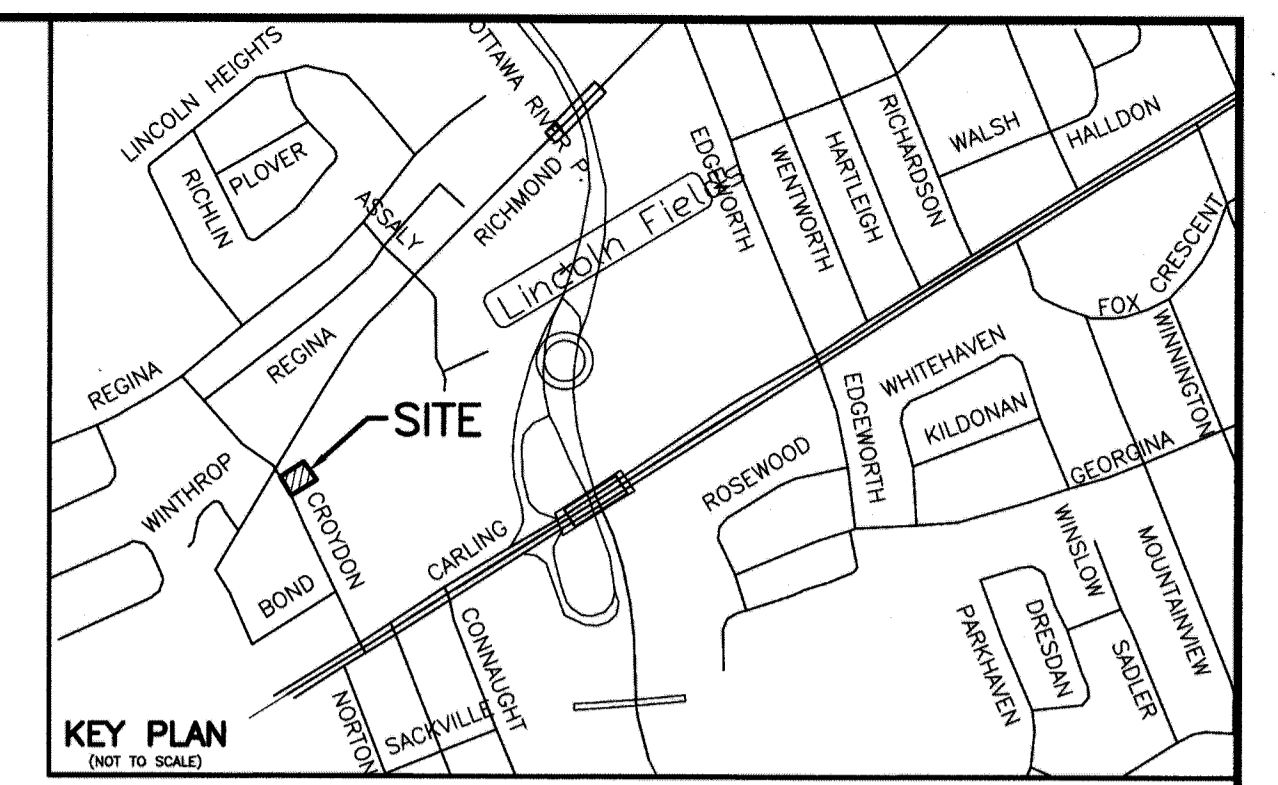 LINCOLN HEIGHTS
OTTAWA RIVER P.
RICHLIN
PLOVER
ASSALY
RICHMOND
Lincoln Fields
EDGEWORTH
WENTWORTH
HARTLEIGH
RICHARDSON
WALSH
HALLDON
FOX CRESCENT
WINNINGTON
REGINA
REGINA
SITE
WINTHROP
CROYDON
BOND
CARLING
CONNAUGHT
NORTON
SACKVILLE
ROSEWOOD
EDGEWORTH
WHITEHAVEN
KILDONAN
GEORGINA
WINSLOW
MOUNTAINVIEW
PARKHAVEN
DRESDAN
SADLER
KEY PLAN
(NOT TO SCALE)